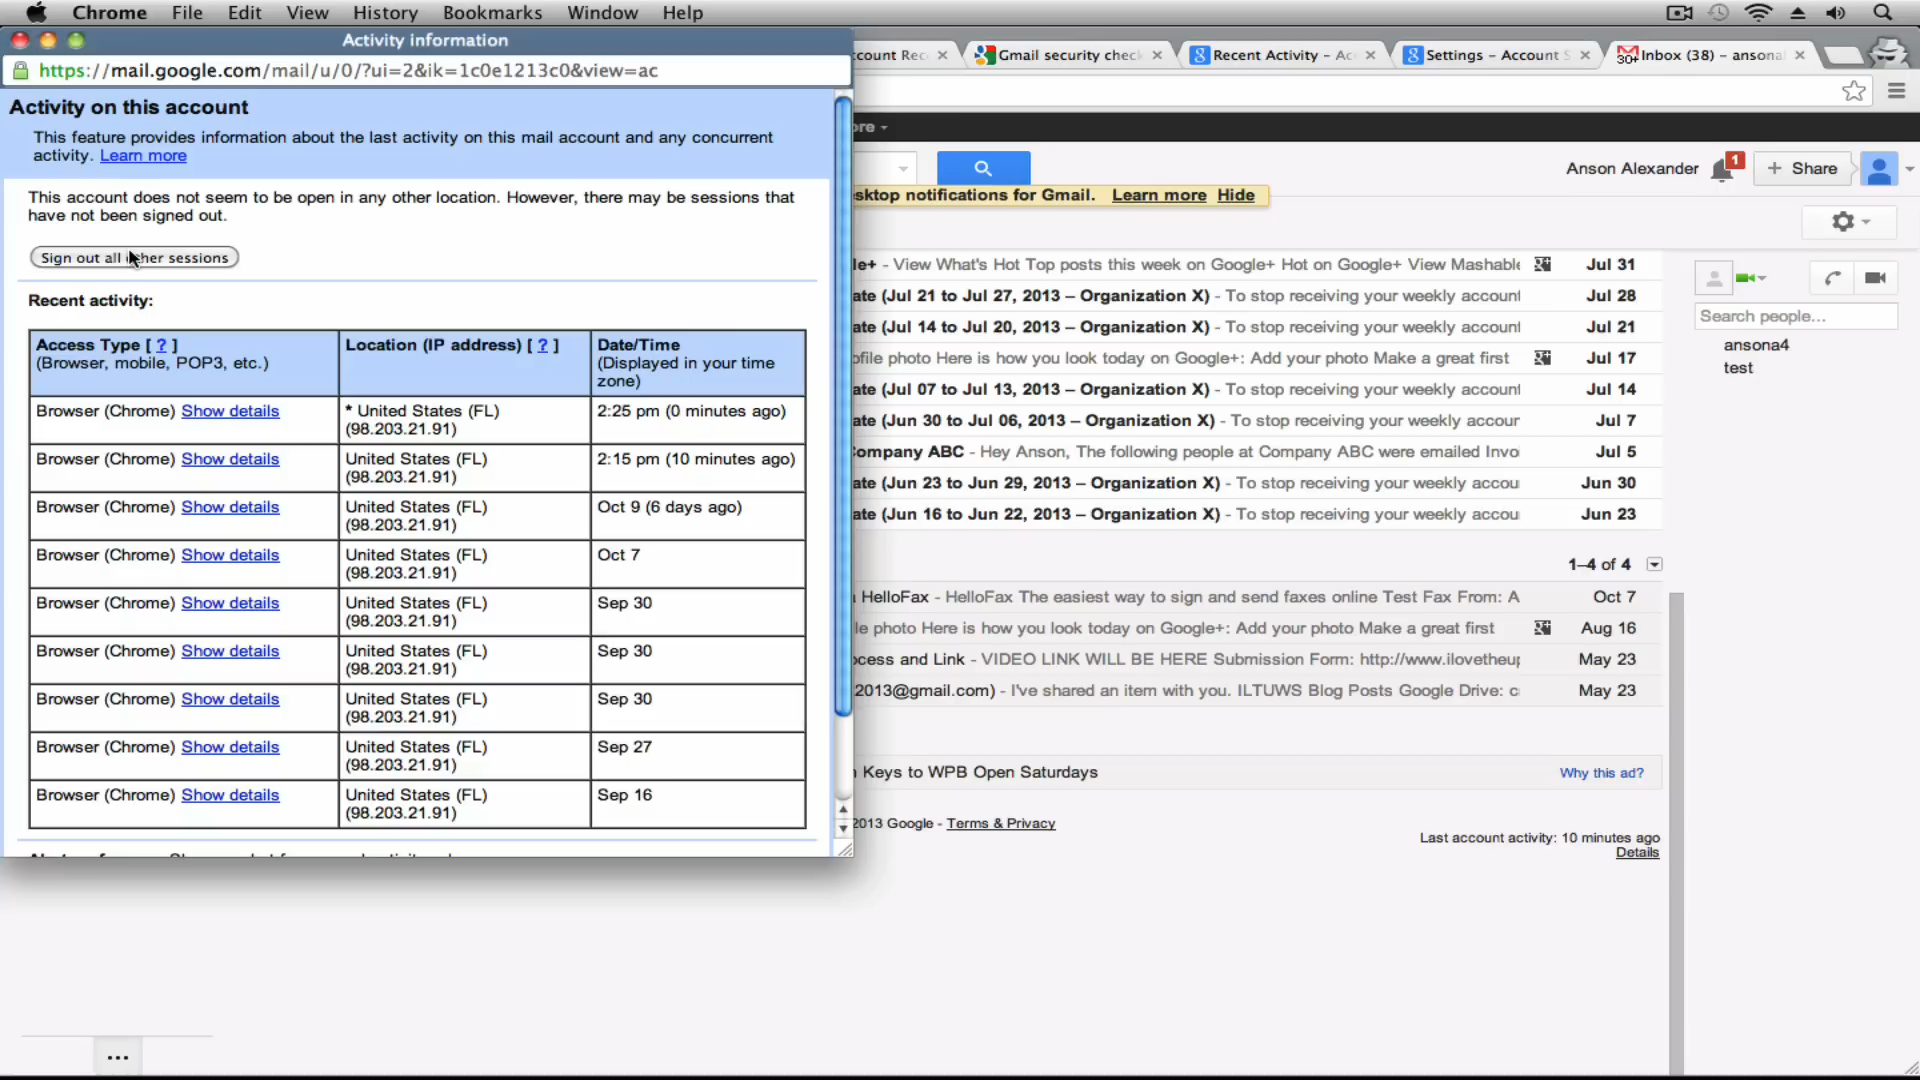 Chrome File Edit View History Bookmarks Window Help
Activity information
https://mail.google.com/mail/u/0/?ui=2&ik=1c0e1213c0&view=ac
count Rec
Gmail security chec
Recent Activity – Ac
Settings – Account S
30+ Inbox (38) – ansona
Activity on this account
This feature provides information about the last activity on this mail account and any concurrent
activity. Learn more
This account does not seem to be open in any other location. However, there may be sessions that
have not been signed out.
Sign out all other sessions
Recent activity:
Access Type [ ? ]
(Browser, mobile, POP3, etc.)
Location (IP address) [ ? ]
Date/Time
(Displayed in your time
zone)
Browser (Chrome) Show details
* United States (FL)
(98.203.21.91)
2:25 pm (0 minutes ago)
Browser (Chrome) Show details
United States (FL)
(98.203.21.91)
2:15 pm (10 minutes ago)
Browser (Chrome) Show details
United States (FL)
(98.203.21.91)
Oct 9 (6 days ago)
Browser (Chrome) Show details
United States (FL)
(98.203.21.91)
Oct 7
Browser (Chrome) Show details
United States (FL)
(98.203.21.91)
Sep 30
Browser (Chrome) Show details
United States (FL)
(98.203.21.91)
Sep 30
Browser (Chrome) Show details
United States (FL)
(98.203.21.91)
Sep 30
Browser (Chrome) Show details
United States (FL)
(98.203.21.91)
Sep 27
Browser (Chrome) Show details
United States (FL)
(98.203.21.91)
Sep 16
ore
Anson Alexander 1 + Share
sktop notifications for Gmail. Learn more Hide
le+ - View What's Hot Top posts this week on Google+ Hot on Google+ View Mashable Jul 31
ate (Jul 21 to Jul 27, 2013 – Organization X) - To stop receiving your weekly account Jul 28
ate (Jul 14 to Jul 20, 2013 – Organization X) - To stop receiving your weekly account Jul 21
ofile photo Here is how you look today on Google+: Add your photo Make a great first Jul 17
ate (Jul 07 to Jul 13, 2013 – Organization X) - To stop receiving your weekly account Jul 14
ate (Jun 30 to Jul 06, 2013 – Organization X) - To stop receiving your weekly accour Jul 7
ompany ABC - Hey Anson, The following people at Company ABC were emailed Invo Jul 5
ate (Jun 23 to Jun 29, 2013 – Organization X) - To stop receiving your weekly accou Jun 30
ate (Jun 16 to Jun 22, 2013 – Organization X) - To stop receiving your weekly accou Jun 23
1–4 of 4
HelloFax - HelloFax The easiest way to sign and send faxes online Test Fax From: A Oct 7
le photo Here is how you look today on Google+: Add your photo Make a great first Aug 16
ocess and Link - VIDEO LINK WILL BE HERE Submission Form: http://www.ilovetheup May 23
2013@gmail.com) - I've shared an item with you. ILTUWS Blog Posts Google Drive: c May 23
Keys to WPB Open Saturdays Why this ad?
2013 Google - Terms & Privacy
Last account activity: 10 minutes ago
Details
Search people...
ansona4
test